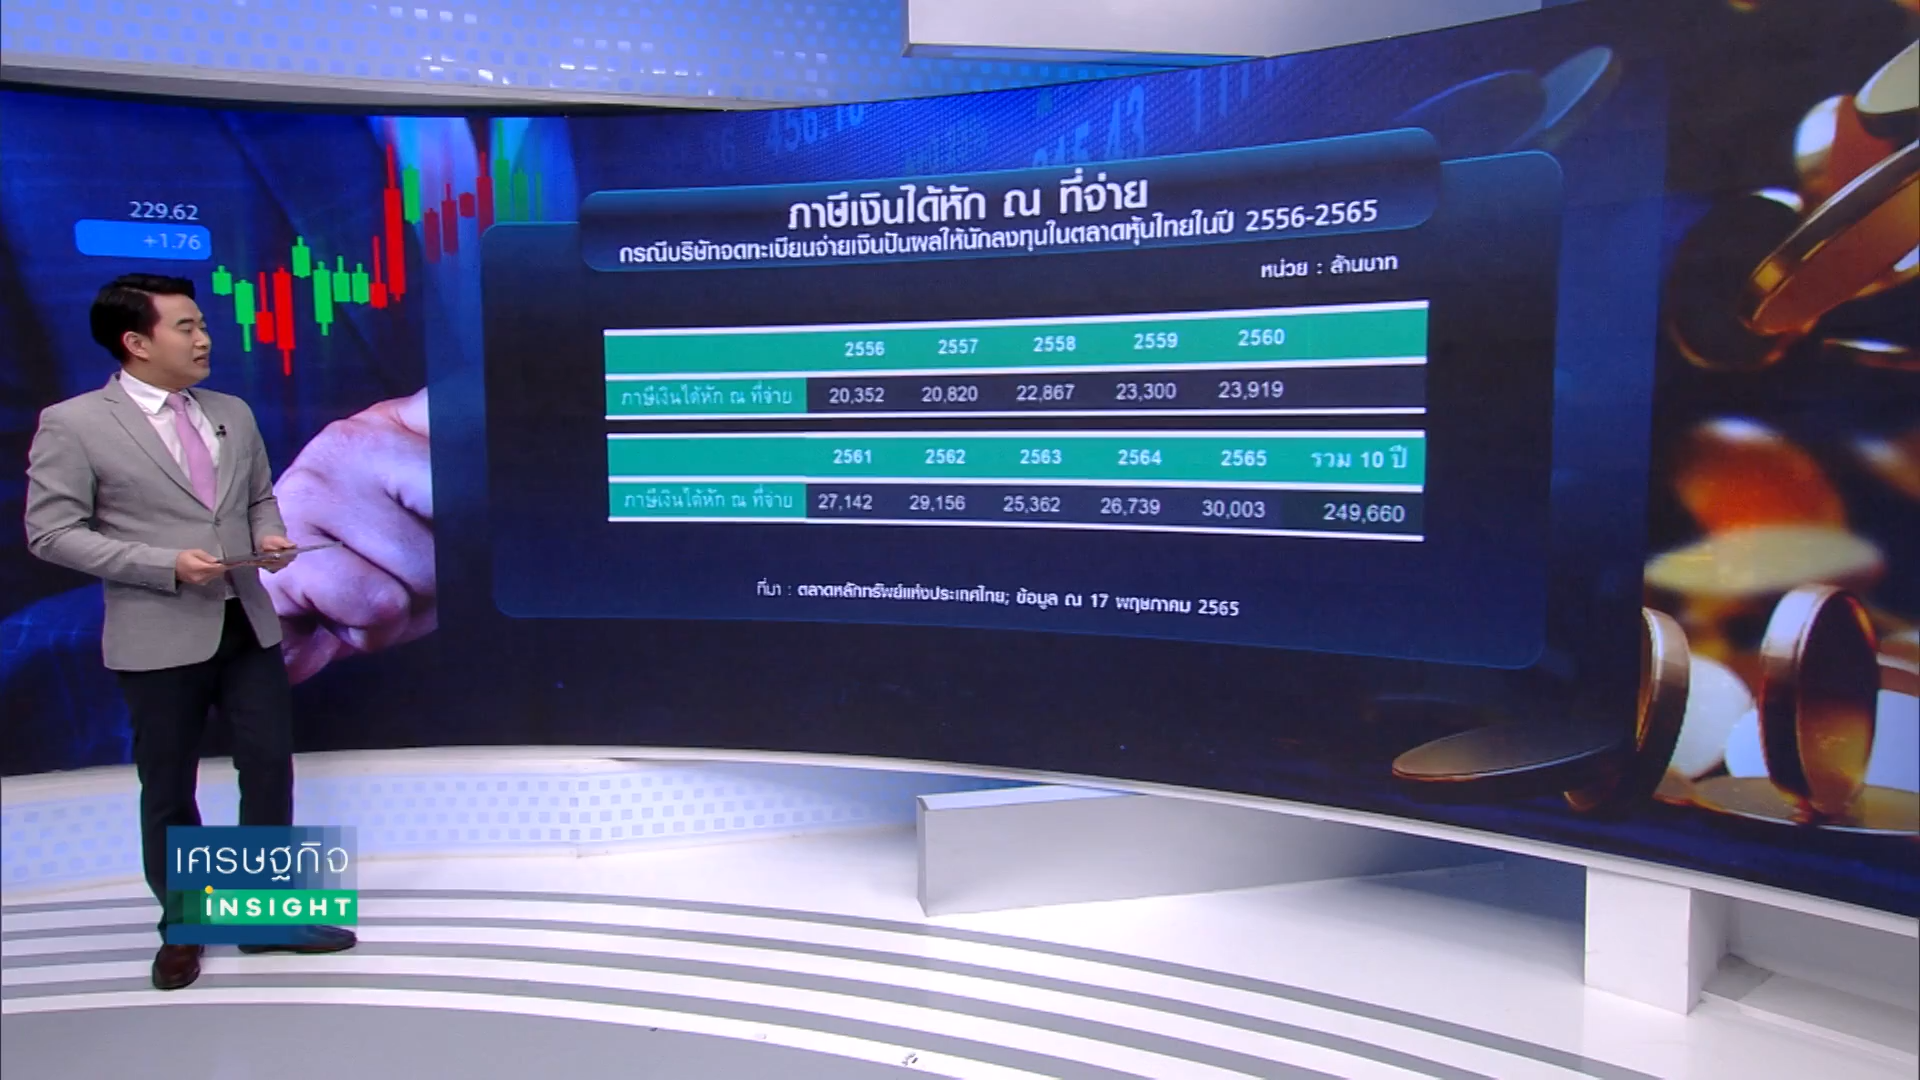 456.16
215.43
229.62
+1.76
ภาษีเงินได้หัก ณ ที่จ่าย
กรณีบริษัทจดทะเบียนจ่ายเงินปันผลให้นักลงทุนในตลาดหุ้นไทยในปี 2556-2565
หน่วย : ล้านบาท
2556 2557 2558 2559 2560
ภาษีเงินได้หัก ณ ที่จ่าย 20,352 20,820 22,867 23,300 23,919
2561 2562 2563 2564 2565 รวม 10 ปี
ภาษีเงินได้หัก ณ ที่จ่าย 27,142 29,156 25,362 26,739 30,003 249,660
ที่มา : ตลาดหลักทรัพย์แห่งประเทศไทย; ข้อมูล ณ 17 พฤษภาคม 2565
เศรษฐกิจ
INSIGHT